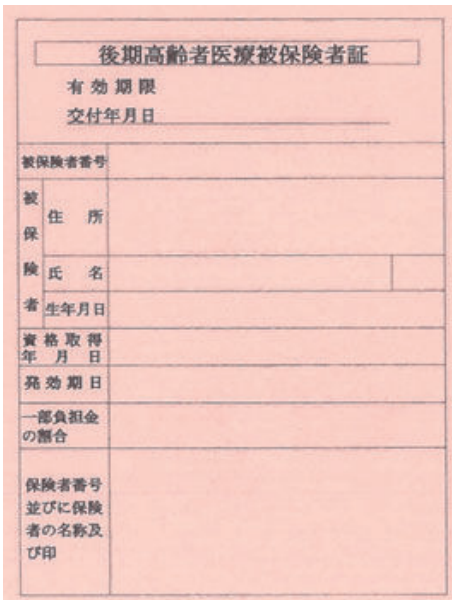 後期高齢者医療被保険者証
有効期限
交付年月日
被保険者番号
被保険者
住所
氏名
生年月日
資格取得
年月日
発効期日
一部負担金
の割合
保険者番号
並びに保険
者の名称及
び印